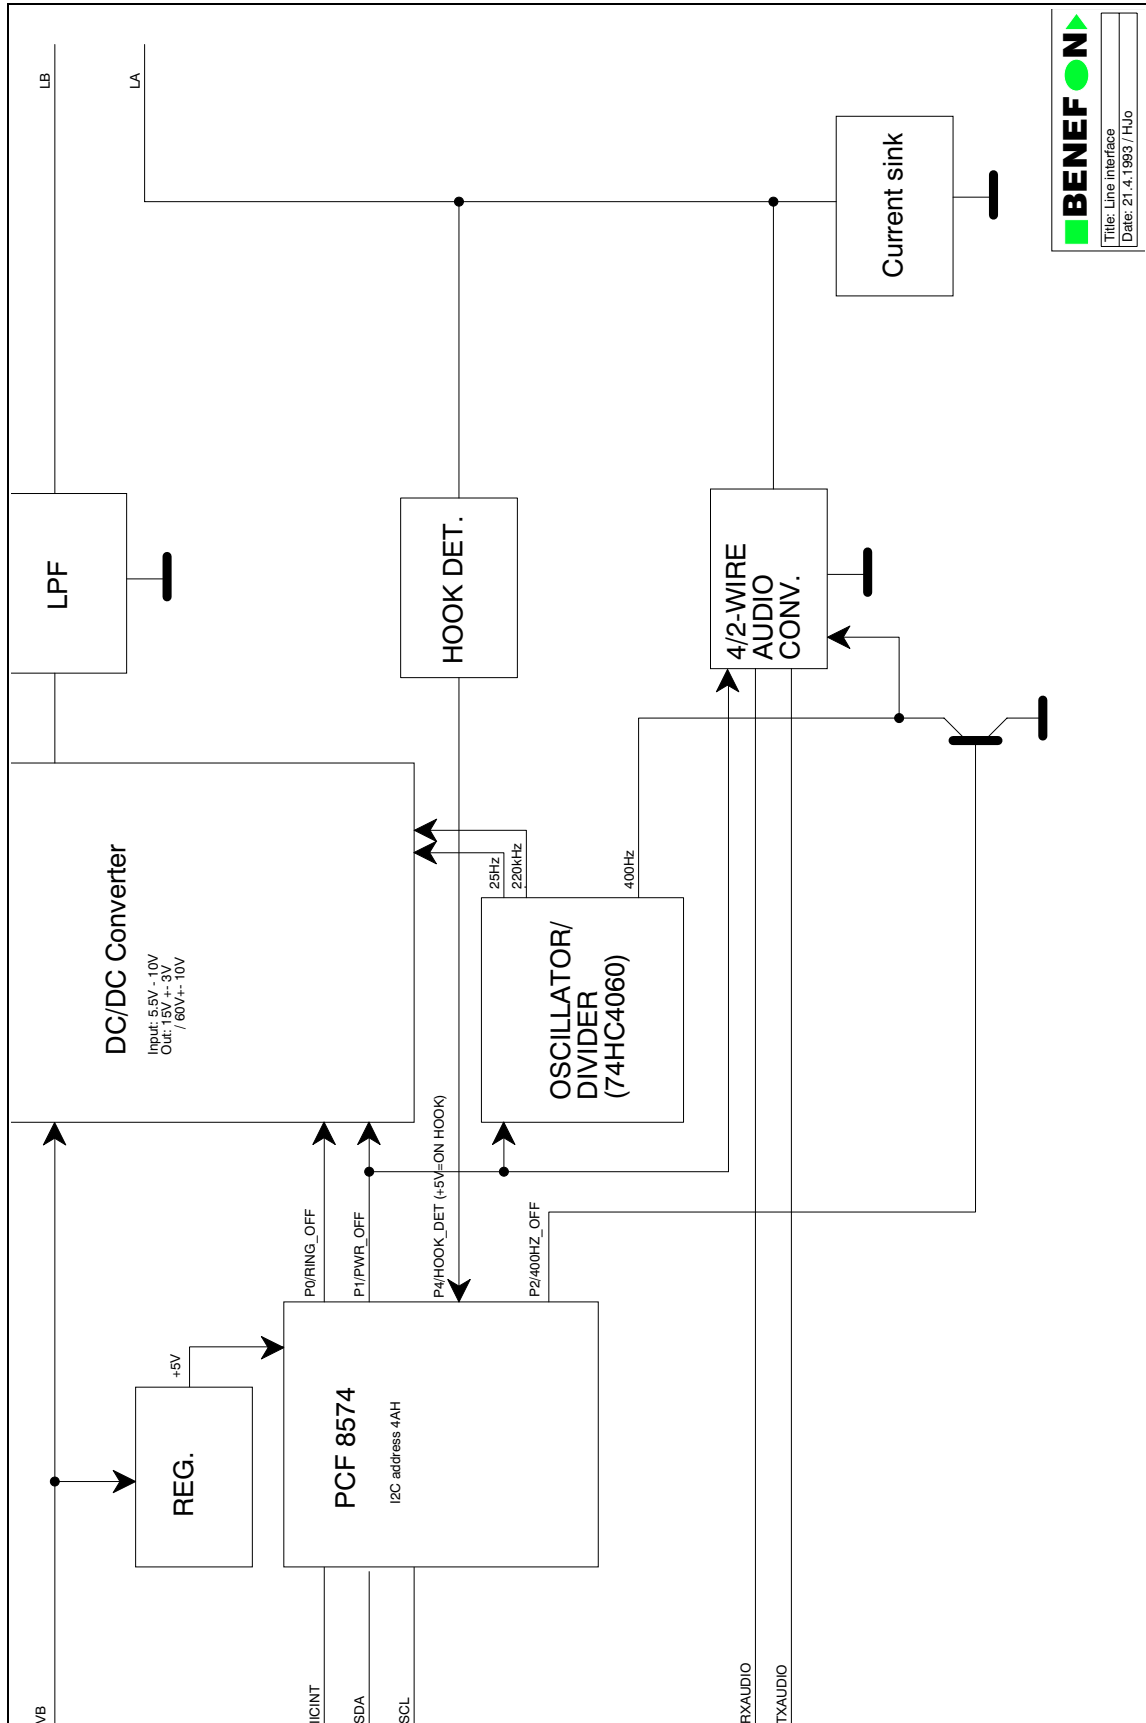 VB
REG.
+5V
IICINT
SDA
SCL
PCF 8574
I2C address 4AH
P0/RING_OFF
P1/PWR_OFF
P4/HOOK_DET (+5V=ON HOOK)
P2/400HZ_OFF
DC/DC Converter
Input: 5.5V - 10V
Out: 15V +- 3V
/ 60V+- 10V
OSCILLATOR/
DIVIDER
(74HC4060)
25Hz
220kHz
400Hz
LPF
HOOK DET.
4/2-WIRE
AUDIO
CONV.
RXAUDIO
TXAUDIO
LB
LA
Current sink
BENEFON
Title: Line interface
Date: 21.4.1993 / HJo